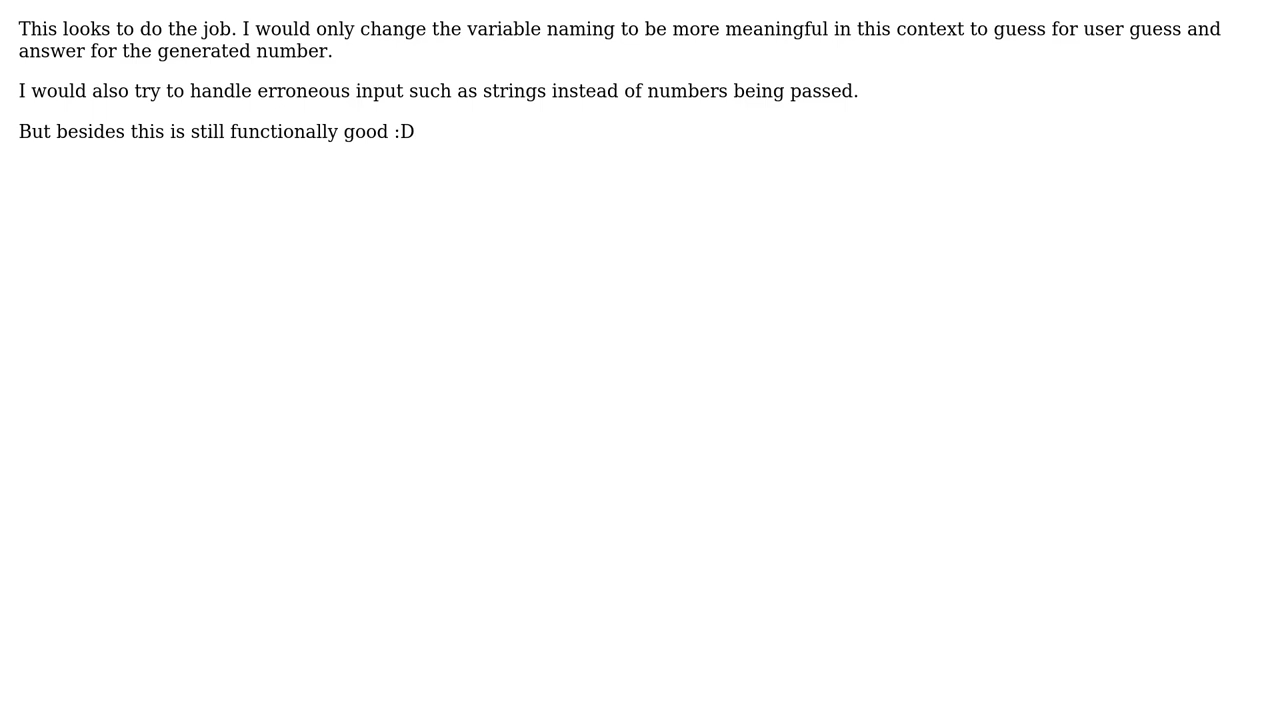 This looks to do the job. I would only change the variable naming to be more meaningful in this context to guess for user guess and
answer for the generated number.
I would also try to handle erroneous input such as strings instead of numbers being passed.
But besides this is still functionally good :D